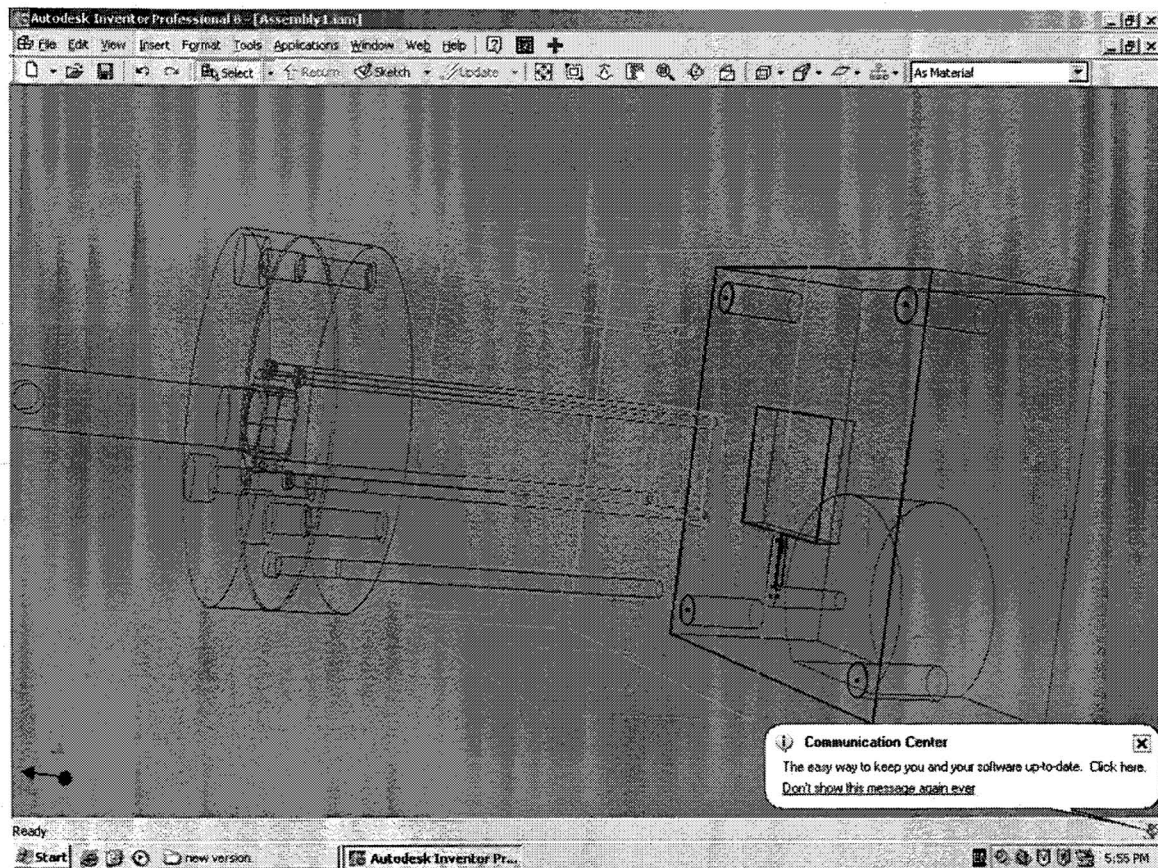 Autodesk Inventor Professional 8 - [Assembly1.iam]
File Edit View Insert Format Tools Applications Window Web Help
Select Return Sketch Update As Material
Communication Center
The easy way to keep you and your software up-to-date. Click here.
Don't show this message again ever
Ready
Start new version Autodesk Inventor Pr... 5:55 PM